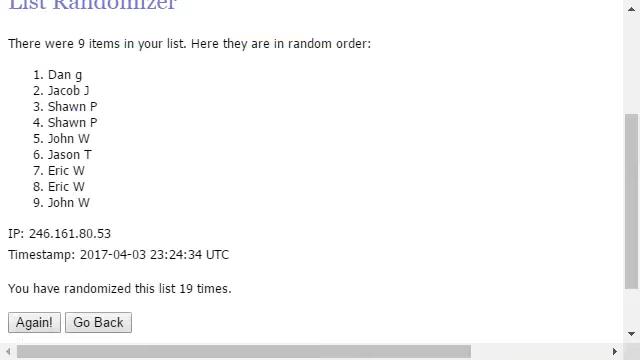 List Randomizer
There were 9 items in your list. Here they are in random order:
1. Dan g
2. Jacob J
3. Shawn P
4. Shawn P
5. John W
6. Jason T
7. Eric W
8. Eric W
9. John W
IP: 246.161.80.53
Timestamp: 2017-04-03 23:24:34 UTC
You have randomized this list 19 times.
Again! Go Back